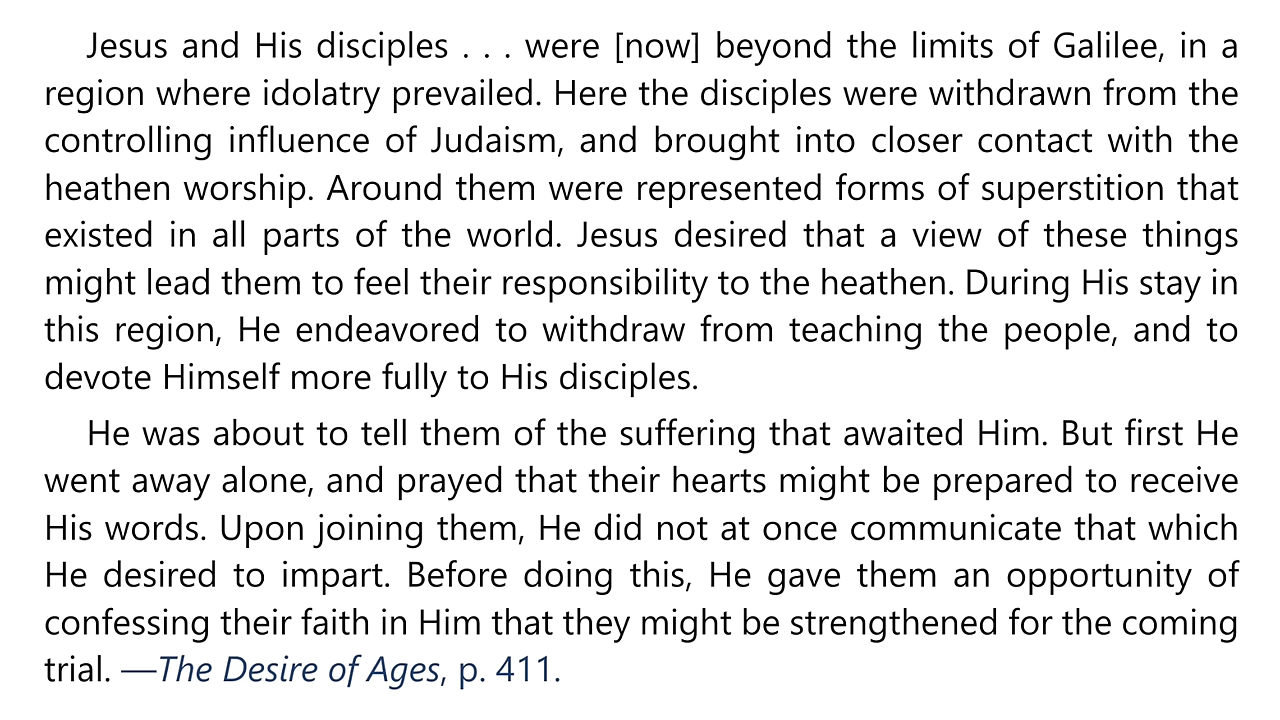 Jesus and His disciples . . . were [now] beyond the limits of Galilee, in a
region where idolatry prevailed. Here the disciples were withdrawn from the
controlling influence of Judaism, and brought into closer contact with the
heathen worship. Around them were represented forms of superstition that
existed in all parts of the world. Jesus desired that a view of these things
might lead them to feel their responsibility to the heathen. During His stay in
this region, He endeavored to withdraw from teaching the people, and to
devote Himself more fully to His disciples.
He was about to tell them of the suffering that awaited Him. But first He
went away alone, and prayed that their hearts might be prepared to receive
His words. Upon joining them, He did not at once communicate that which
He desired to impart. Before doing this, He gave them an opportunity of
confessing their faith in Him that they might be strengthened for the coming
trial. —The Desire of Ages, p. 411.